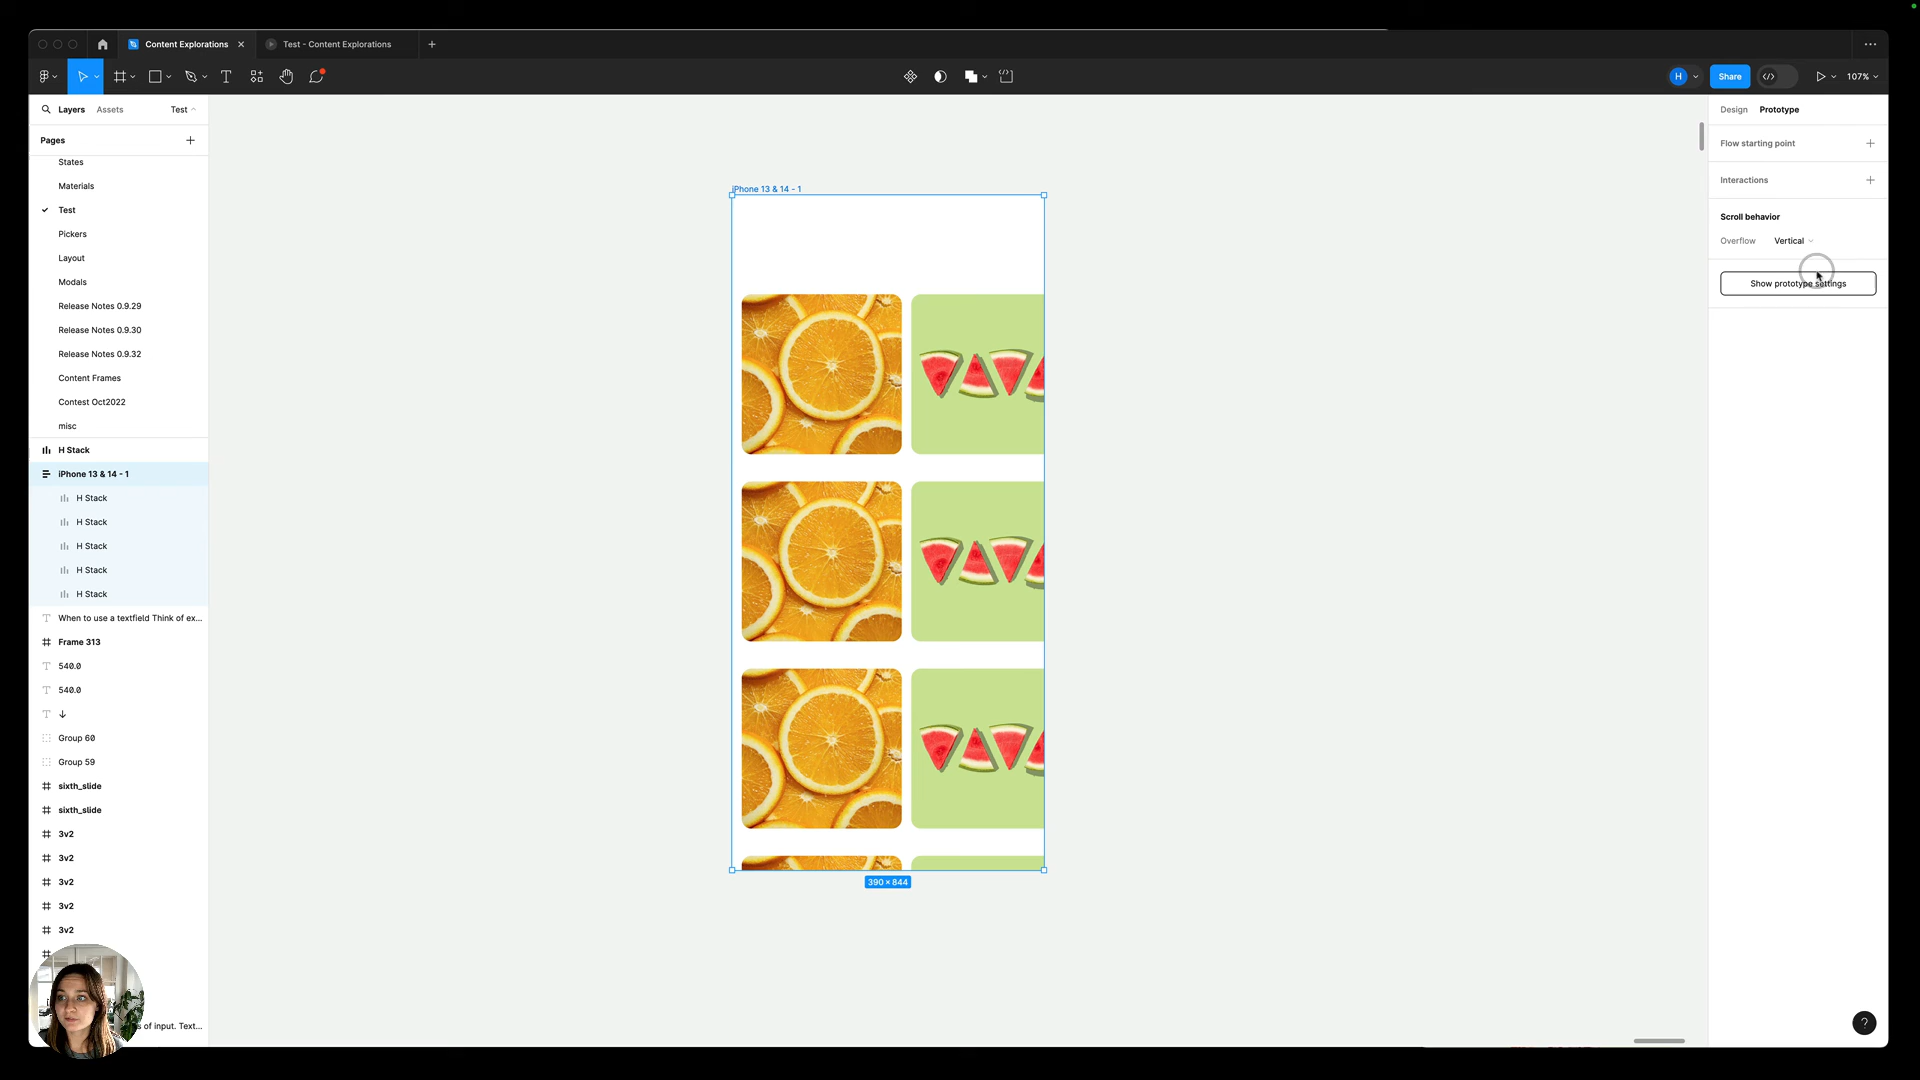 Content Explorations
Test - Content Explorations
T
H
Share
107%
Layers
Assets
Test
Pages
States
Materials
Test
Pickers
Layout
Modals
Release Notes 0.9.29
Release Notes 0.9.30
Release Notes 0.9.32
Content Frames
Contest Oct2022
misc
H Stack
iPhone 13 & 14 - 1
H Stack
H Stack
H Stack
H Stack
H Stack
When to use a textfield Think of ex...
Frame 313
540.0
540.0
Group 60
Group 59
sixth_slide
sixth_slide
3v2
3v2
3v2
3v2
3v2
of input. Text...
iPhone 13 & 14 - 1
390 × 844
Design
Prototype
Flow starting point
Interactions
Scroll behavior
Overflow
Vertical
Show prototype settings
?